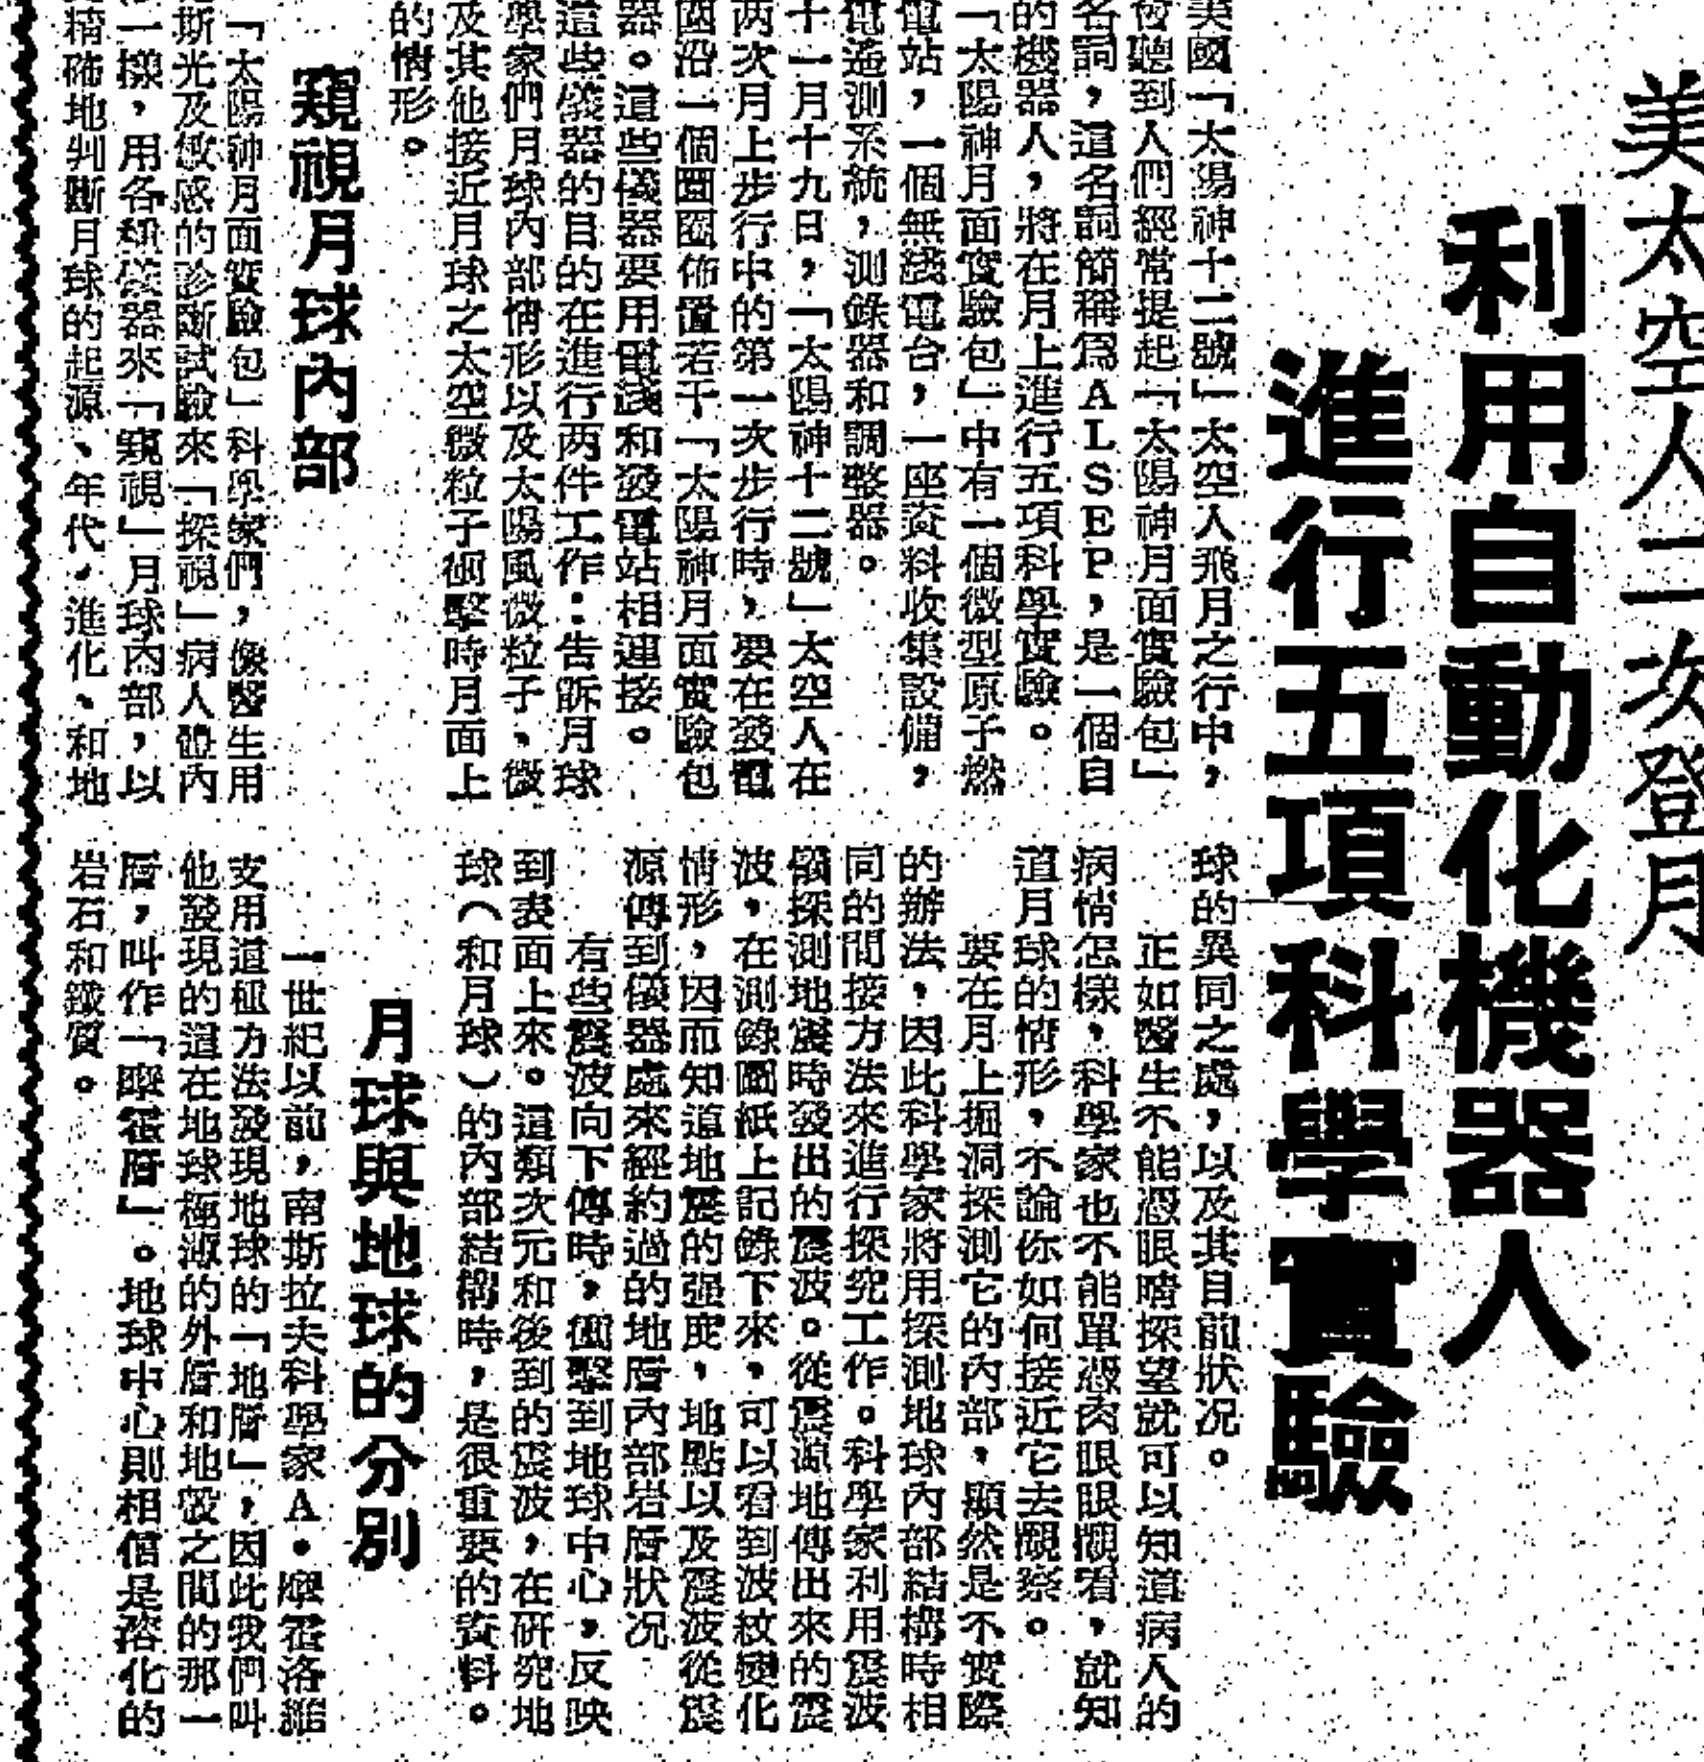 美太空人二次登月
利用自動化機器人
進行五項科學實驗
美國「太陽神十二號」太空人飛月之行中，
會聽到人們經常提起「太陽神月面實驗包」
名詞，這名詞簡稱爲ALSEP，是一個自
的機器人，將在月上進行五項科學實驗。
「太陽神月面實驗包」中有一個微型原子燃
電站，一個無綫電台，一座資料收集設備，
電遙測系統，測錄器和調整器。
十一月十九日，「太陽神十二號」太空人在
两次月上步行中的第一次步行時，要在發電
圍沿一個圓圈佈置若干「太陽神月面實驗包
器。這些儀器要用電綫和發電站相連接。
這些儀器的目的在進行两件工作：告訴月球
學家們月球內部情形以及太陽風微粒子、微
及其他接近月球之太空微粒子衝擊時月面上
的情形。
窺視月球內部
「太陽神月面實驗包」科學家們，像醫生用
斯光及敏感的診斷試驗來「探視」病人體內
一樣，用各種儀器來「窺視」月球內部，以
精確地判斷月球的起源、年代，進化、和地
球的異同之處，以及其目前狀況。
正如醫生不能憑眼睛探望就可以知道病人的
病情怎樣，科學家也不能單憑肉眼眼觀看，就知
道月球的情形，不論你如何接近它去觀察。
要在月上掘洞探測它的內部，顯然是不實際
的辦法，因此科學家將用探測地球內部結構時相
同的間接方法來進行探究工作。科學家利用震波
儀探測地震時發出的震波。從震源地傳出來的震
波，在測錄圖紙上記錄下來，可以看到波紋變化
情形，因而知道地震的强度，地點以及震波從震
源傳到儀器處來經約過的地層內部岩層狀况
有些震波向下傳時，衝擊到地球中心，反映
到表面上來。這類次元和後到的震波，在研究地
球（和月球）的內部結構時，是很重要的資料。
月球與地球的分別
一世紀以前，南斯拉夫科學家A・摩霍洛維
支用這種方法發現地球的「地層」，因此我們叫
他發現的這在地球極淑的外層和地殼之間的那一
層，叫作「摩霍層」。地球中心則相信是溶化的
岩石和鐵質。